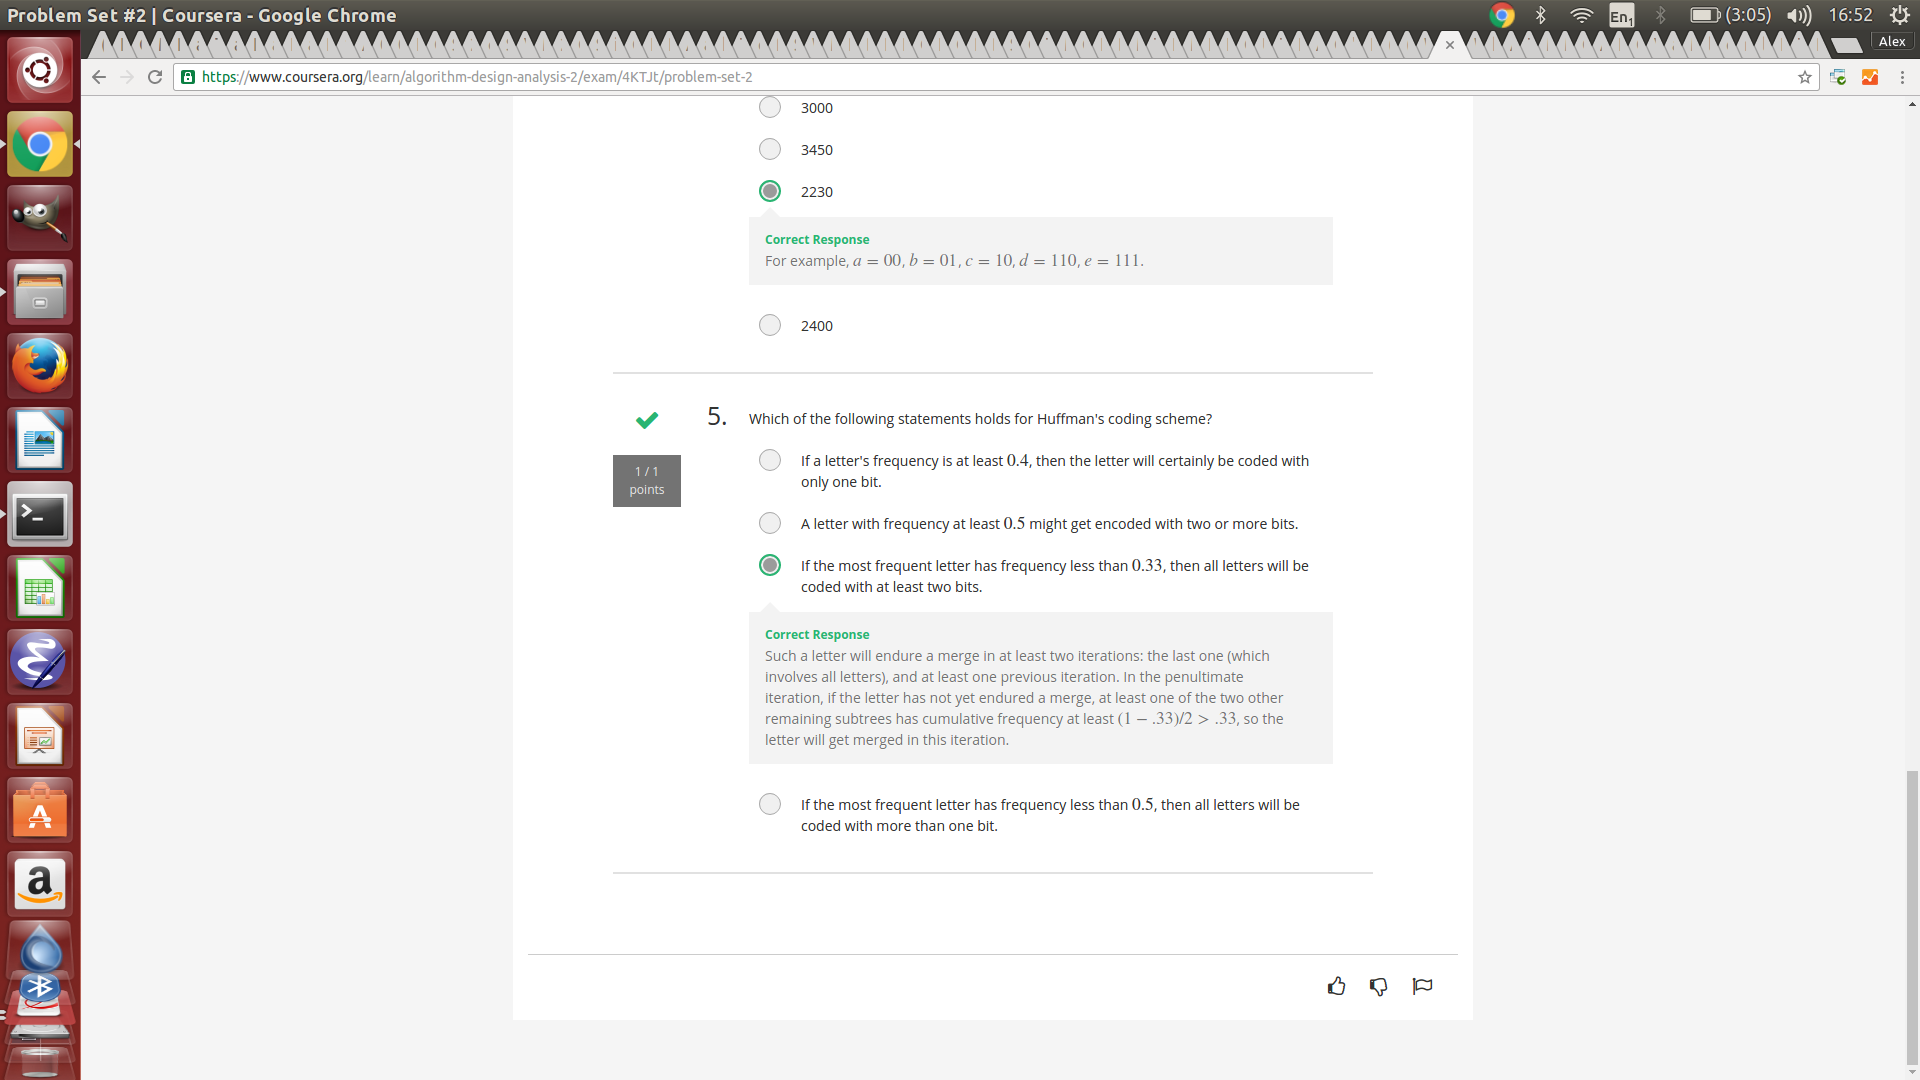 Problem Set #2 | Coursera - Google Chrome
En1
(3:05)
16:52
Alex
https://www.coursera.org/learn/algorithm-design-analysis-2/exam/4KTJt/problem-set-2
3000
3450
2230
Correct Response
For example, a = 00, b = 01, c = 10, d = 110, e = 111.
2400
5. Which of the following statements holds for Huffman's coding scheme?
1 / 1
points
If a letter's frequency is at least 0.4, then the letter will certainly be coded with
only one bit.
A letter with frequency at least 0.5 might get encoded with two or more bits.
If the most frequent letter has frequency less than 0.33, then all letters will be
coded with at least two bits.
Correct Response
Such a letter will endure a merge in at least two iterations: the last one (which
involves all letters), and at least one previous iteration. In the penultimate
iteration, if the letter has not yet endured a merge, at least one of the two other
remaining subtrees has cumulative frequency at least (1 − .33)/2 > .33, so the
letter will get merged in this iteration.
If the most frequent letter has frequency less than 0.5, then all letters will be
coded with more than one bit.